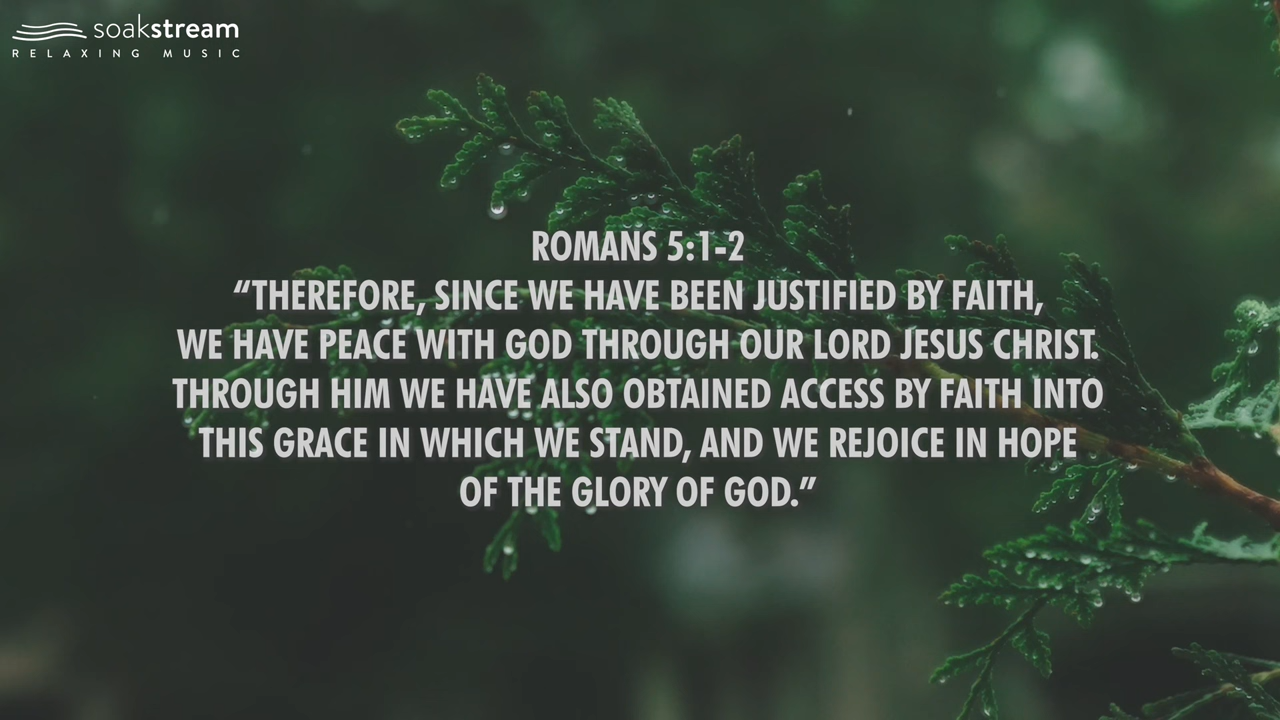 soakstream
RELAXING MUSIC
ROMANS 5:1-2
“THEREFORE, SINCE WE HAVE BEEN JUSTIFIED BY FAITH,
WE HAVE PEACE WITH GOD THROUGH OUR LORD JESUS CHRIST.
THROUGH HIM WE HAVE ALSO OBTAINED ACCESS BY FAITH INTO
THIS GRACE IN WHICH WE STAND, AND WE REJOICE IN HOPE
OF THE GLORY OF GOD.”